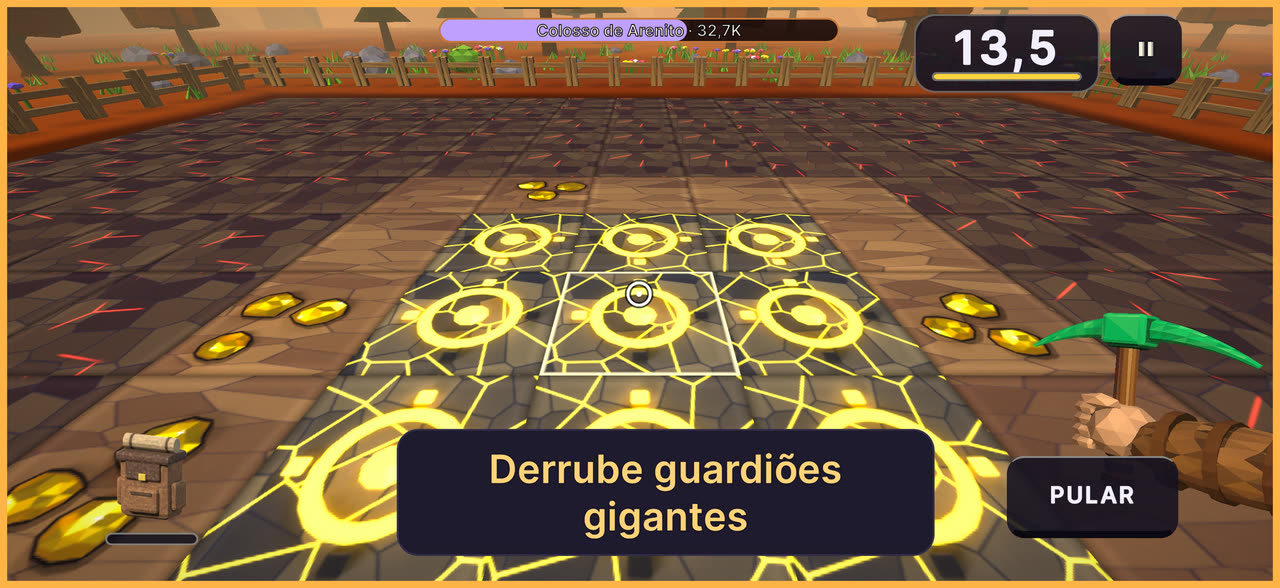 Colosso de Arenito · 32,7K
13,5
Derrube guardiões
gigantes
PULAR